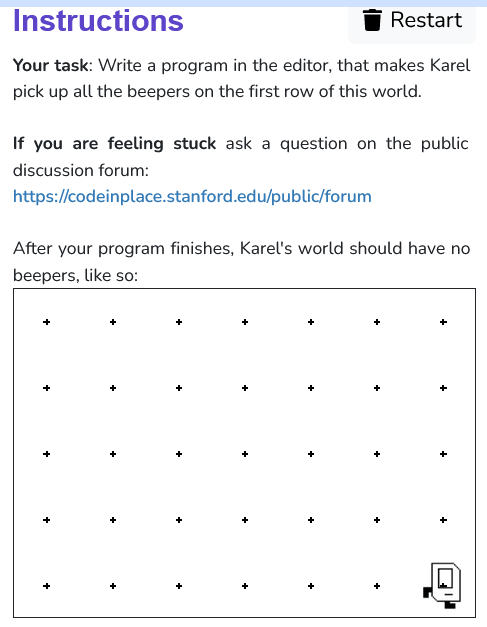 Instructions
Restart
Your task: Write a program in the editor, that makes Karel
pick up all the beepers on the first row of this world.
If you are feeling stuck ask a question on the public
discussion forum:
https://codeinplace.stanford.edu/public/forum
After your program finishes, Karel's world should have no
beepers, like so: